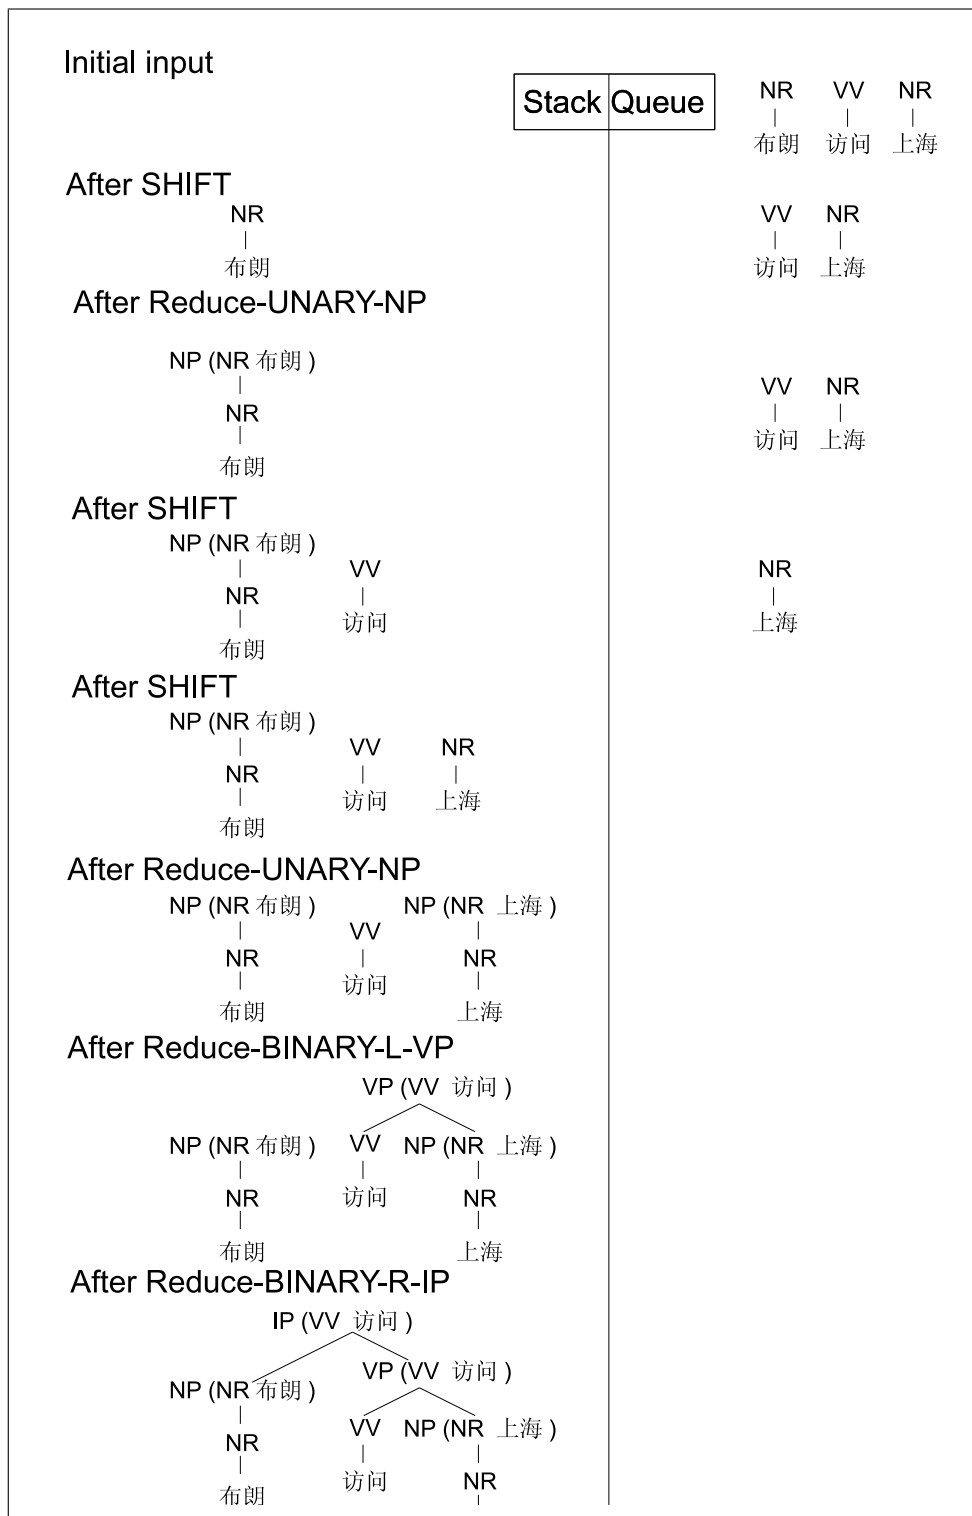 Initial input
Stack Queue
NR VV NR
布朗 访问 上海
After SHIFT
NR VV NR
布朗 访问 上海
After Reduce-UNARY-NP
NP (NR 布朗 )
VV NR
NR
访问 上海
布朗
After SHIFT
NP (NR 布朗 )
VV NR
NR
访问 上海
布朗
After SHIFT
NP (NR 布朗 )
VV NR
NR
访问 上海
布朗
After Reduce-UNARY-NP
NP (NR 布朗 ) NP (NR 上海 )
VV
NR NR
访问
布朗 上海
After Reduce-BINARY-L-VP
VP (VV 访问 )
NP (NR 布朗 ) VV NP (NR 上海 )
NR 访问 NR
布朗 上海
After Reduce-BINARY-R-IP
IP (VV 访问 )
VP (VV 访问 )
NP (NR 布朗 )
VV NP (NR 上海 )
NR
访问 NR
布朗